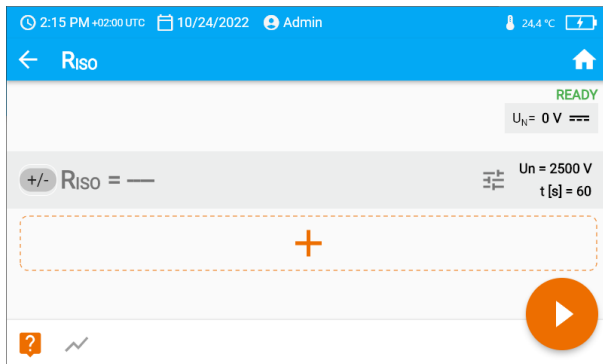 2:15 PM +02:00 UTC 10/24/2022 Admin 24,4 °C
RISO
READY
UN= 0 V
+/- RISO = —— Un = 2500 V
t [s] = 60
+
?